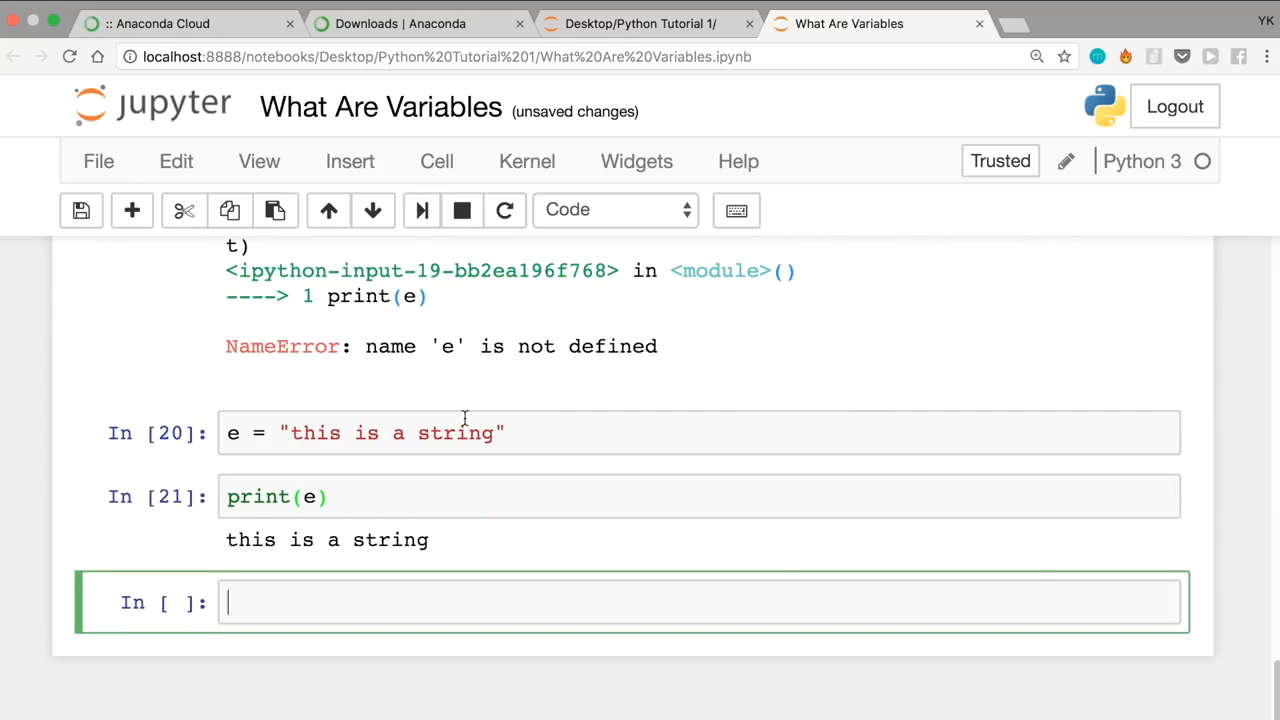 :: Anaconda Cloud
Downloads | Anaconda
Desktop/Python Tutorial 1/
What Are Variables
YK
localhost:8888/notebooks/Desktop/Python%20Tutorial%201/What%20Are%20Variables.ipynb
jupyter What Are Variables (unsaved changes)
Logout
File Edit View Insert Cell Kernel Widgets Help Trusted Python 3
Code
t)
<ipython-input-19-bb2ea196f768> in <module>()
----> 1 print(e)
NameError: name 'e' is not defined
In [20]: e = "this is a string"
In [21]: print(e)
this is a string
In [ ]: